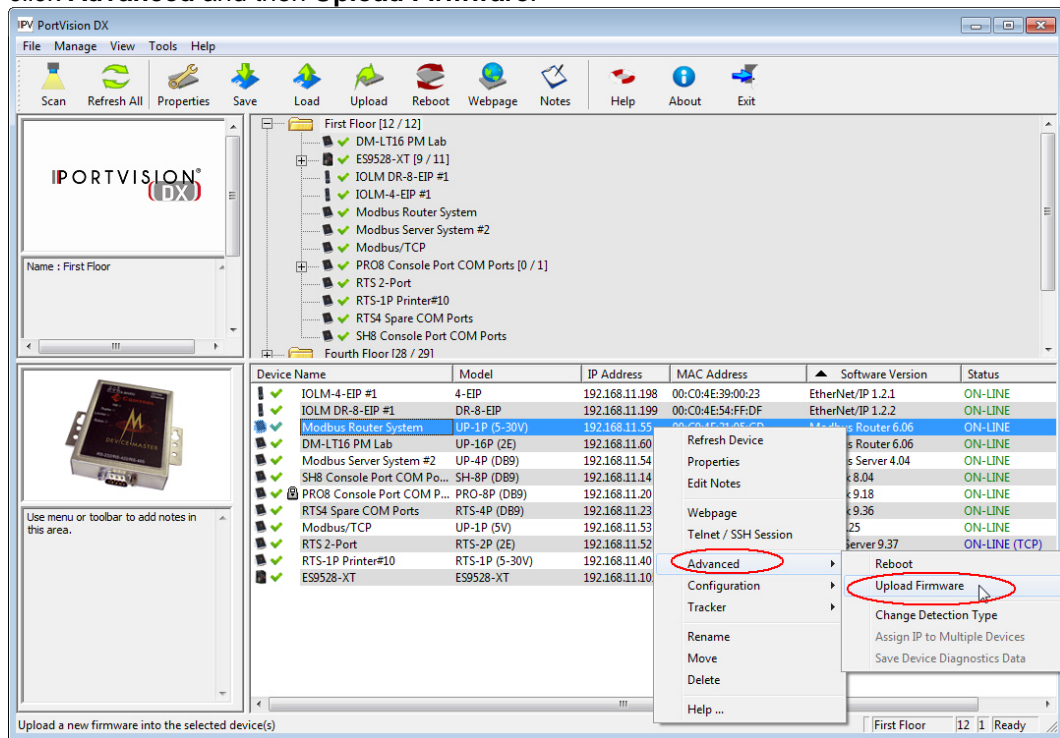 click Advanced and then Upload Firmware.
PortVision DX
File Manage View Tools Help
Scan Refresh All Properties Save Load Upload Reboot Webpage Notes Help About Exit
PORTVISION®
DX
Name : First Floor
First Floor [12 / 12]
DM-LT16 PM Lab
ES9528-XT [9 / 11]
IOLM DR-8-EIP #1
IOLM-4-EIP #1
Modbus Router System
Modbus Server System #2
Modbus/TCP
PRO8 Console Port COM Ports [0 / 1]
RTS 2-Port
RTS-1P Printer#10
RTS4 Spare COM Ports
SH8 Console Port COM Ports
Fourth Floor [28 / 29]
Device Name Model IP Address MAC Address Software Version Status
IOLM-4-EIP #1 4-EIP 192.168.11.198 00:C0:4E:39:00:23 EtherNet/IP 1.2.1 ON-LINE
IOLM DR-8-EIP #1 DR-8-EIP 192.168.11.199 00:C0:4E:54:FF:DF EtherNet/IP 1.2.2 ON-LINE
Modbus Router System UP-1P (5-30V) 192.168.11.55 Router 6.06 ON-LINE
DM-LT16 PM Lab UP-16P (2E) 192.168.11.60 s Router 6.06 ON-LINE
Modbus Server System #2 UP-4P (DB9) 192.168.11.54 s Server 4.04 ON-LINE
SH8 Console Port COM Po... SH-8P (DB9) 192.168.11.14 8.04 ON-LINE
PRO8 Console Port COM P... PRO-8P (DB9) 192.168.11.20 9.18 ON-LINE
RTS4 Spare COM Ports RTS-4P (DB9) 192.168.11.23 9.36 ON-LINE
Modbus/TCP UP-1P (5V) 192.168.11.53 .25 ON-LINE
RTS 2-Port RTS-2P (2E) 192.168.11.52 Server 9.37 ON-LINE (TCP)
RTS-1P Printer#10 RTS-1P (5-30V) 192.168.11.40
ES9528-XT ES9528-XT 192.168.11.10
COMTROL
DEVICEMASTER
RS-232/RS-422/RS-485
Use menu or toolbar to add notes in
this area.
Refresh Device
Properties
Edit Notes
Webpage
Telnet / SSH Session
Advanced
Configuration
Tracker
Rename
Move
Delete
Help ...
Reboot
Upload Firmware
Change Detection Type
Assign IP to Multiple Devices
Save Device Diagnostics Data
Upload a new firmware into the selected device(s) First Floor 12 1 Ready